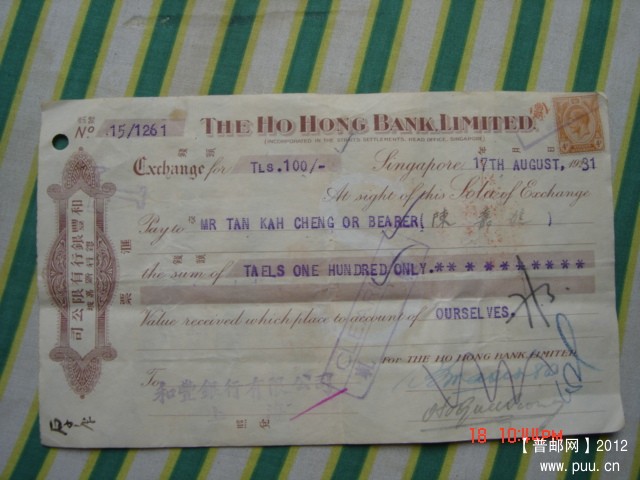 號票
Nº 15/1261
THE HO HONG BANK, LIMITED.
(INCORPORATED IN THE STRAITS SETTLEMENTS. HEAD OFFICE, SINGAPORE)
Exchange for TLS. 100/- Singapore 17TH AUGUST, 1931
At sight of this Sola of Exchange
Pay to MR TAN KAH CHENG OR BEARER(陳 )
the sum of TAELS ONE HUNDRED ONLY. ** * * * * * * * *
Value received which place to account of OURSELVES.
FOR THE HO HONG BANK LIMITED
To 和豐銀行有限公司
和豐銀行有限公司
匯票
18 10:
【普邮网】2012
www.puu.cn